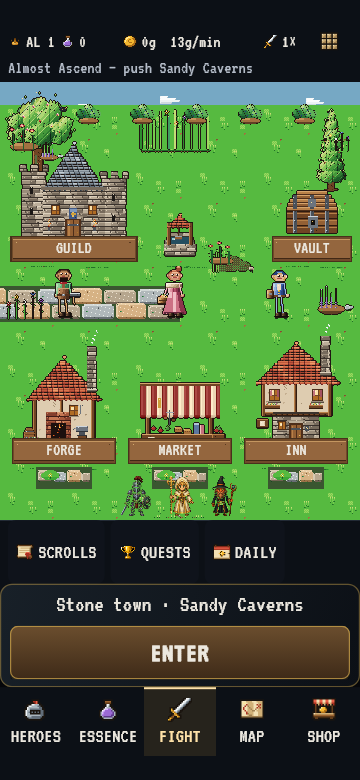 AL 1 0 0g 13g/min 1X
Almost Ascend – push Sandy Caverns
GUILD
VAULT
FORGE
MARKET
INN
SCROLLS QUESTS DAILY
Stone town · Sandy Caverns
ENTER
HEROES ESSENCE FIGHT MAP SHOP